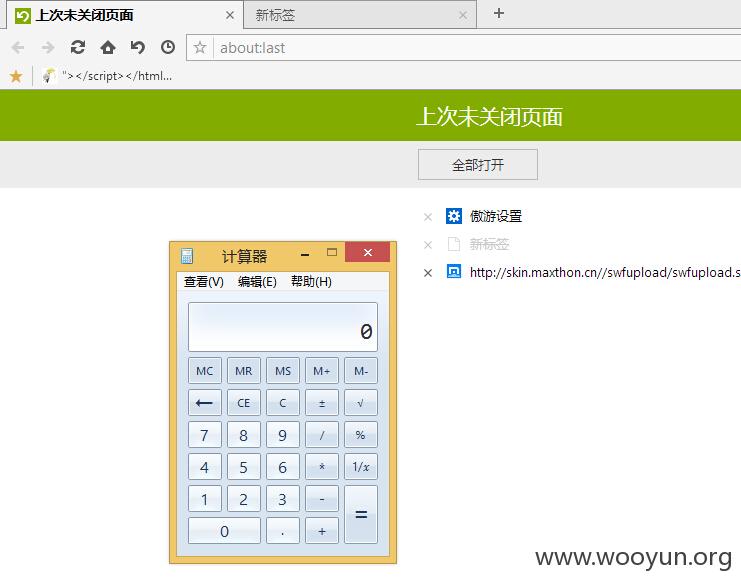 上次未关闭页面
新标签
about:last
"></script></html...
上次未关闭页面
全部打开
傲游设置
新标签
http://skin.maxthon.cn//swfupload/swfupload.s
计算器
查看(V) 编辑(E) 帮助(H)
0
MC MR MS M+ M-
← CE C ± √
7 8 9 / %
4 5 6 * 1/x
1 2 3 - =
0 . +
www.wooyun.org